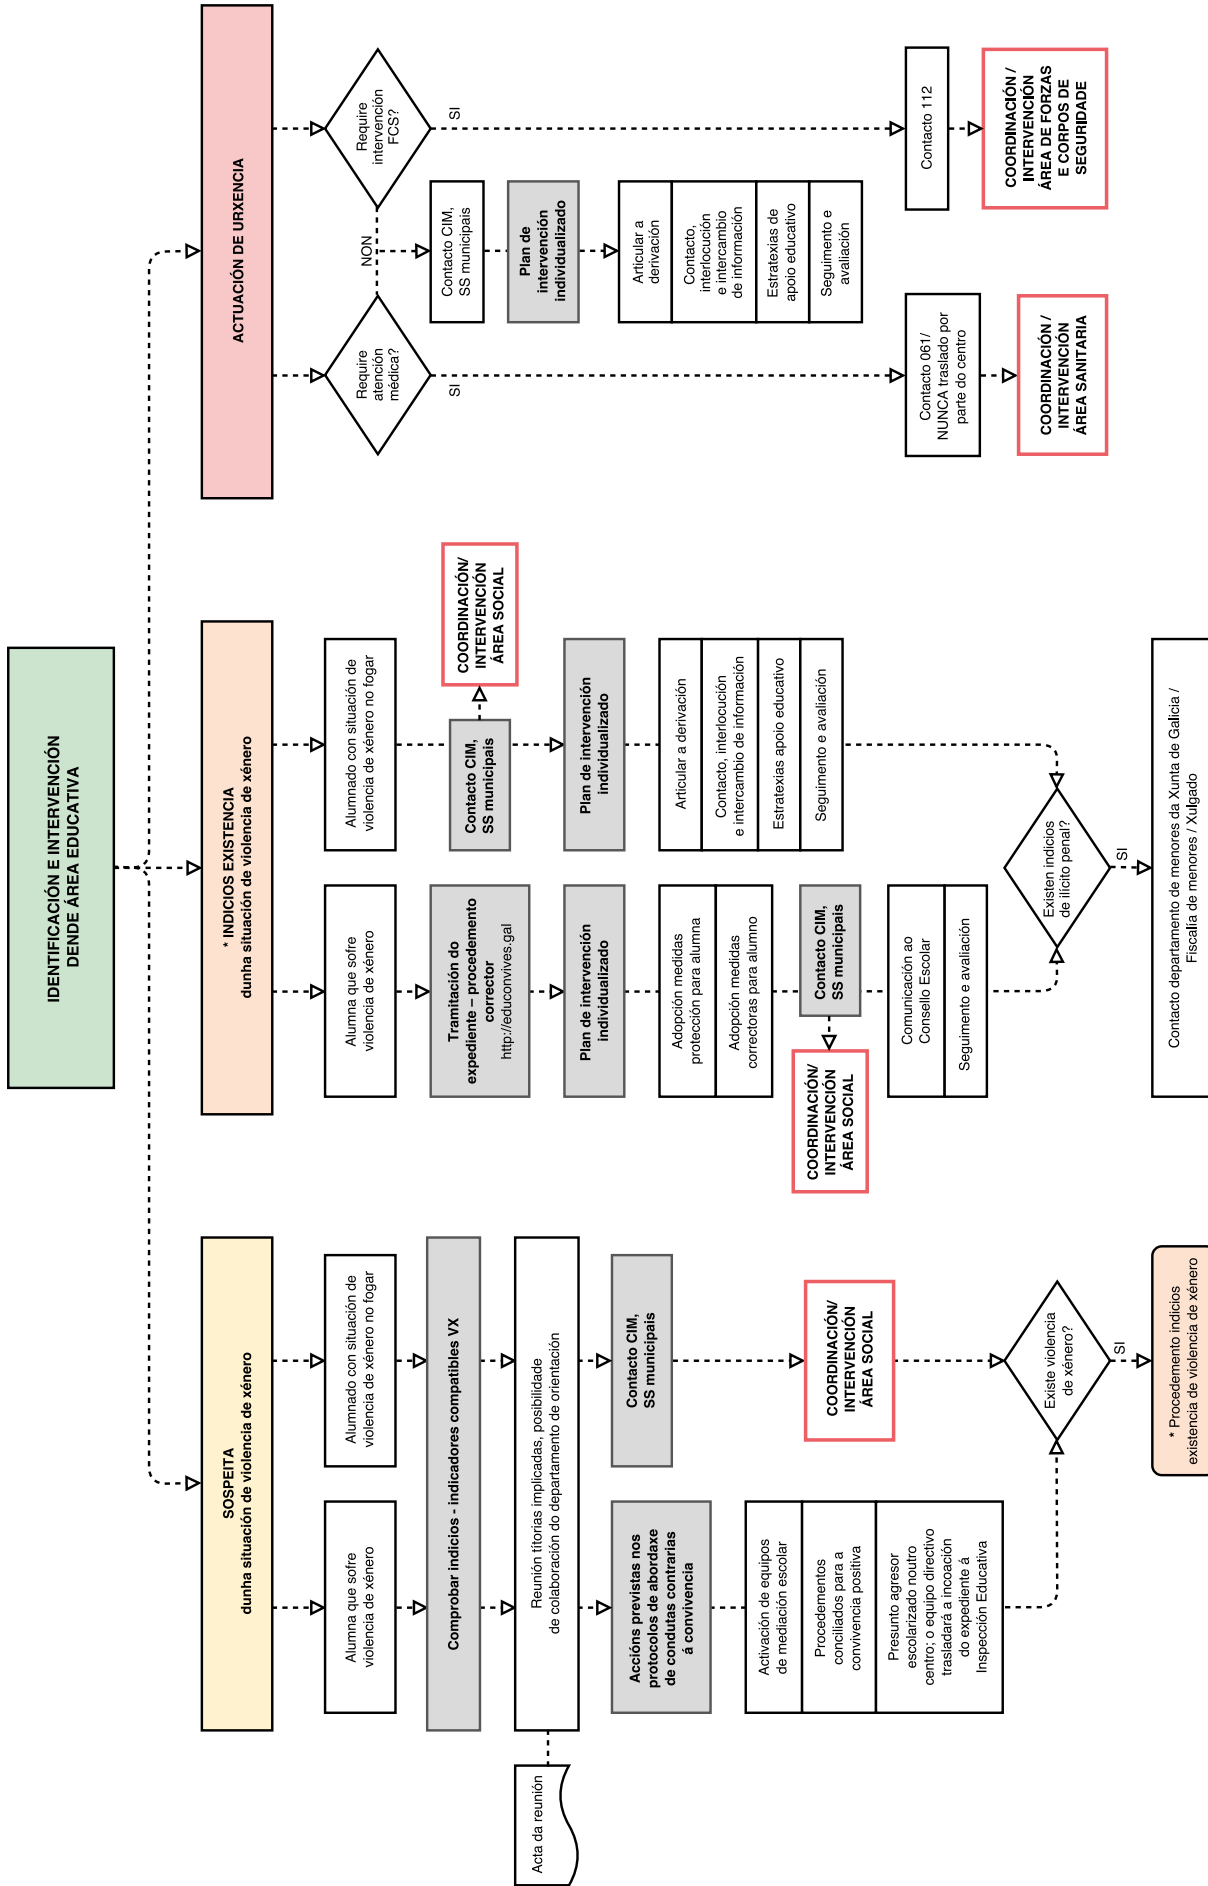 IDENTIFICACIÓN E INTERVENCIÓN
DENDE ÁREA EDUCATIVA
SOSPEITA
dunha situación de violencia de xénero
Alumna que sofre
violencia de xénero
Alumnado con situación de
violencia de xénero no fogar
Comprobar indicios - indicadores compatibles VX
Reunión titorías implicadas, posibilidade
de colaboración do departamento de orientación
Acta da reunión
Accións previstas nos
protocolos de abordaxe
de condutas contrarias
á convivencia
Activación de equipos
de mediación escolar
Procedementos
conciliados para a
convivencia positiva
Presunto agresor
escolarizado noutro
centro; o equipo directivo
trasladará a incoación
do expediente á
Inspección Educativa
Contacto CIM,
SS municipais
COORDINACIÓN/
INTERVENCIÓN
ÁREA SOCIAL
Existe violencia
de xénero?
SI
* Procedemento indicios
existencia de violencia de xénero
* INDICIOS EXISTENCIA
dunha situación de violencia de xénero
Alumna que sofre
violencia de xénero
Tramitación do
expediente – procedemento
corrector
http://educonvives.gal
Plan de intervención
individualizado
Adopción medidas
protección para alumna
Adopción medidas
correctoras para alumno
Contacto CIM,
SS municipais
COORDINACIÓN/
INTERVENCIÓN
ÁREA SOCIAL
Comunicación ao
Consello Escolar
Seguimento e avaliación
Alumnado con situación de
violencia de xénero no fogar
Contacto CIM,
SS municipais
COORDINACIÓN/
INTERVENCIÓN
ÁREA SOCIAL
Plan de intervención
individualizado
Articular a derivación
Contacto, interlocución
e intercambio de información
Estratexias apoio educativo
Seguimento e avaliación
Existen indicios
de ilícito penal?
SI
Contacto departamento de menores da Xunta de Galicia /
Fiscalía de menores / Xulgado
ACTUACIÓN DE URXENCIA
Require
atención
médica?
NON
Require
intervención
FCS?
SI
SI
Contacto CIM,
SS municipais
Plan de
intervención
individualizado
Articular a
derivación
Contacto,
interlocución
e intercambio
de información
Estratexias de
apoio educativo
Seguimento e
avaliación
Contacto 061/
NUNCA traslado por
parte do centro
COORDINACIÓN /
INTERVENCIÓN
ÁREA SANITARIA
Contacto 112
COORDINACIÓN /
INTERVENCIÓN
ÁREA DE FORZAS
E CORPOS DE
SEGURIDADE